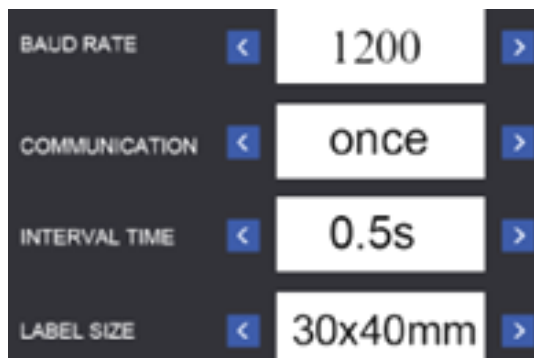 BAUD RATE < 1200 >
COMMUNICATION < once >
INTERVAL TIME < 0.5s >
LABEL SIZE < 30x40mm >